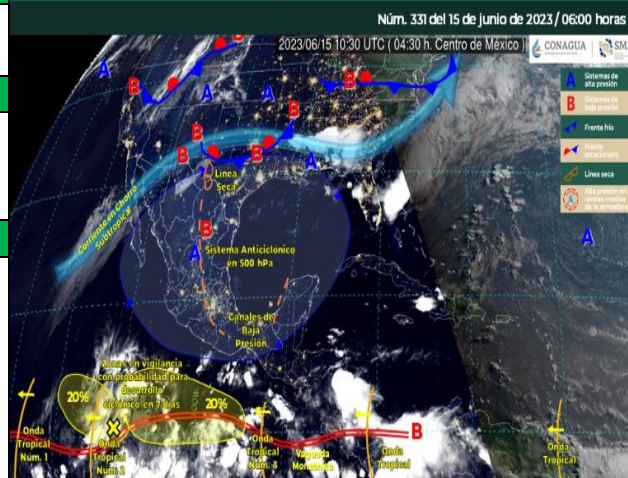 Núm. 331 del 15 de junio de 2023 / 06:00 horas
2023/06/15 10:30 UTC ( 04:30 h. Centro de México )
CONAGUA
SMN
A
Sistemas de
alta presión
B
Sistemas de
baja presión
Frente frío
Frente
estacionario
Línea seca
A
Alta presión en
niveles medios
de la atmósfera
A
B
B
A
A
B
B
B
B
A
Línea
Seca
Corriente en Chorro
Subtropical
B
A
Sistema Anticiclónico
en 500 hPa
A
Canales de
Baja
Presión
Zonas en vigilancia
con probabilidad para
desarrollo
ciclónico en 7 días
20%
20%
X
B
Onda
Tropical
Núm. 1
Onda
Tropical
Núm. 2
Onda
Tropical
Núm. 3
Vaguada
Monzónica
Onda
Tropical
Onda
Tropical